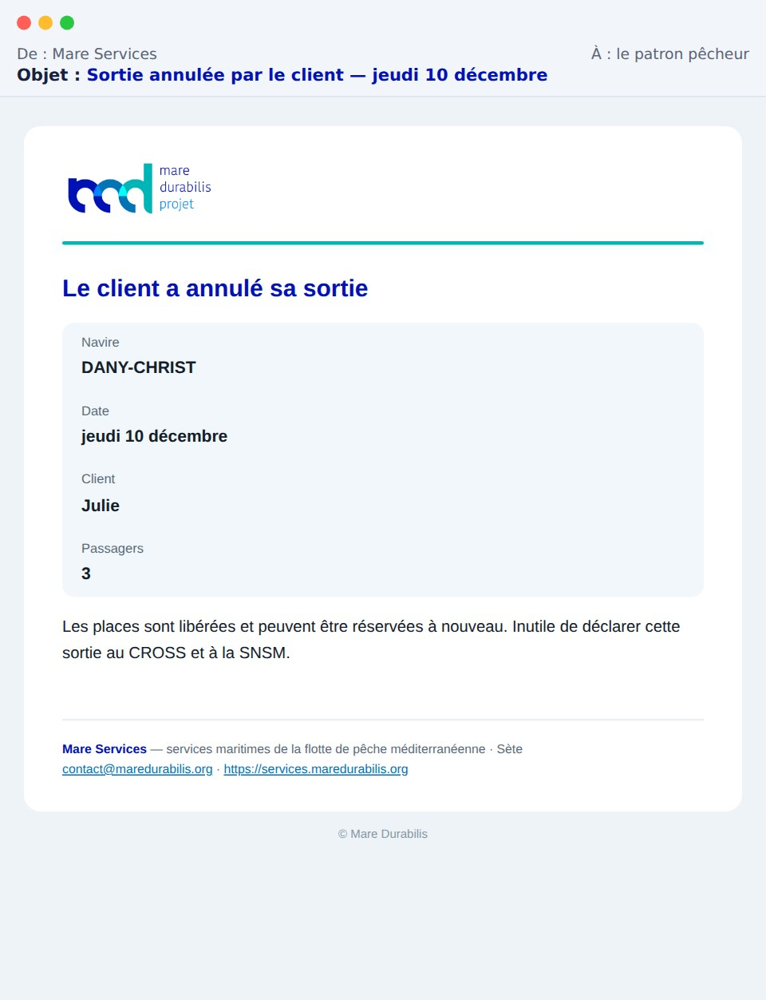 De : Mare Services
À : le patron pêcheur
Objet : Sortie annulée par le client — jeudi 10 décembre
mare
durabilis
projet
Le client a annulé sa sortie
Navire
DANY-CHRIST
Date
jeudi 10 décembre
Client
Julie
Passagers
3
Les places sont libérées et peuvent être réservées à nouveau. Inutile de déclarer cette
sortie au CROSS et à la SNSM.
Mare Services — services maritimes de la flotte de pêche méditerranéenne · Sète
contact@maredurabilis.org · https://services.maredurabilis.org
© Mare Durabilis